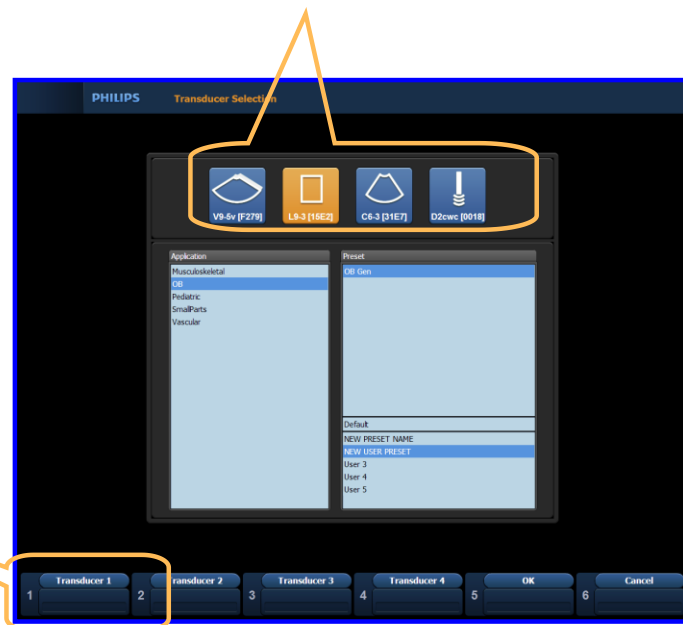 PHILIPS Transducer Selection
V9-5v [F279] L9-3 [15E2] C6-3 [31E7] D2cwc [0018]
Application
Musculoskeletal
OB
Pediatric
SmallParts
Vascular
Preset
OB Gen
Default
NEW PRESET NAME
NEW USER PRESET
User 3
User 4
User 5
1 Transducer 1
2 Transducer 2
3 Transducer 3
4 Transducer 4
5 OK
6 Cancel